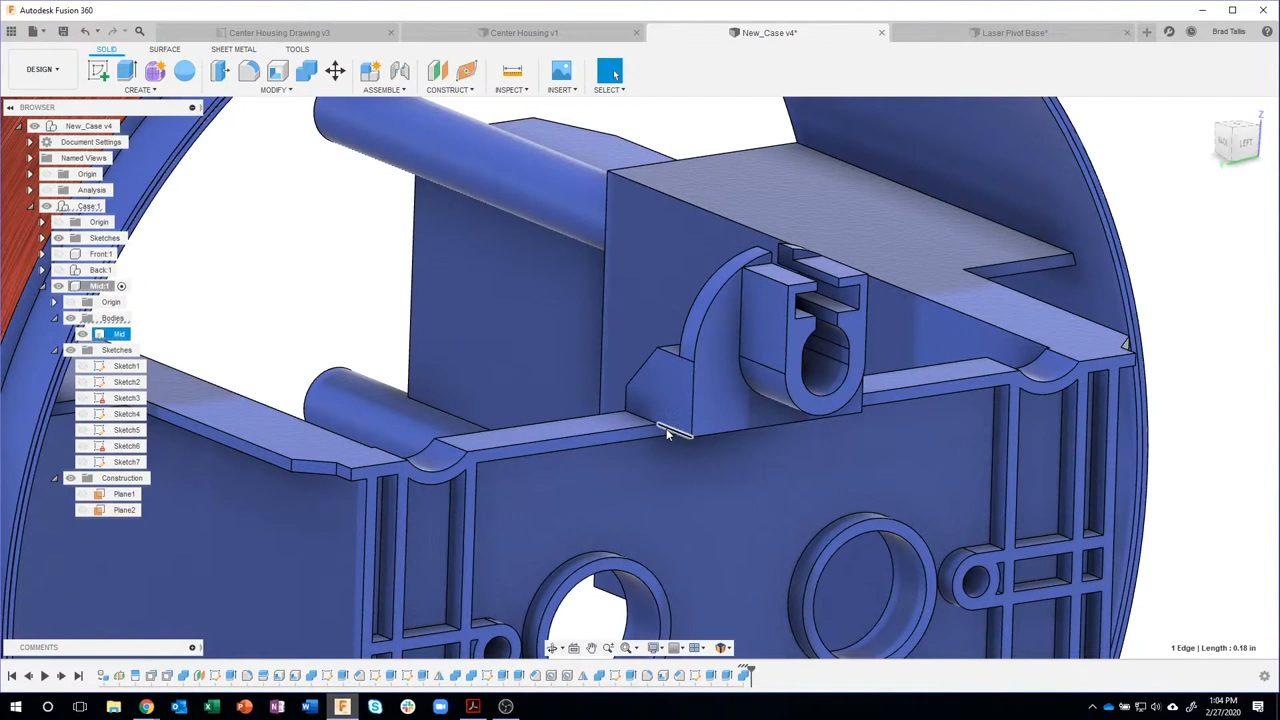 Autodesk Fusion 360
Center Housing Drawing v3
Center Housing v1
New_Case v4*
Laser Pivot Base*
Brad Tallis
SOLID
SURFACE
SHEET METAL
TOOLS
DESIGN
CREATE
MODIFY
ASSEMBLE
CONSTRUCT
INSPECT
INSERT
SELECT
BROWSER
New_Case v4
Document Settings
Named Views
Origin
Analysis
Case:1
Origin
Sketches
Front:1
Back:1
Mid:1
Origin
Bodies
Mid
Sketches
Sketch1
Sketch2
Sketch3
Sketch4
Sketch5
Sketch6
Sketch7
Construction
Plane1
Plane2
Z
BACK
LEFT
COMMENTS
1 Edge | Length : 0.18 in
1:04 PM
2/27/2020